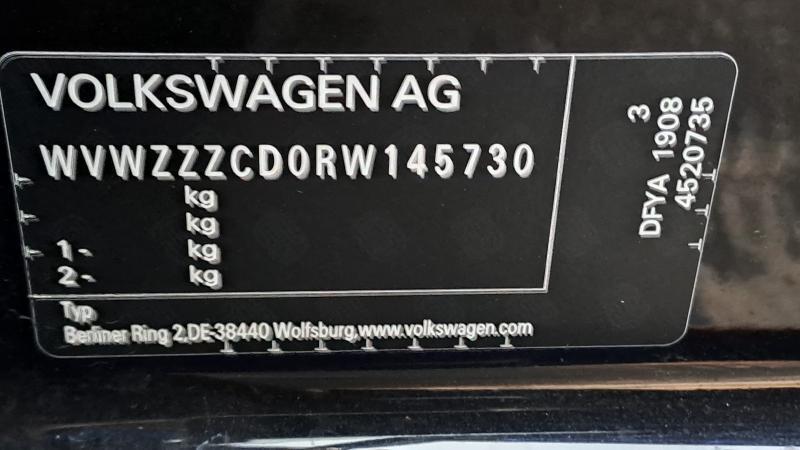 VOLKSWAGEN AG
WVWZZZCD0RW145730
kg
kg
1- kg
2- kg
Typ
Berliner Ring 2,DE-38440 Wolfsburg,www.volkswagen.com
3
DFYA 1908
4520735